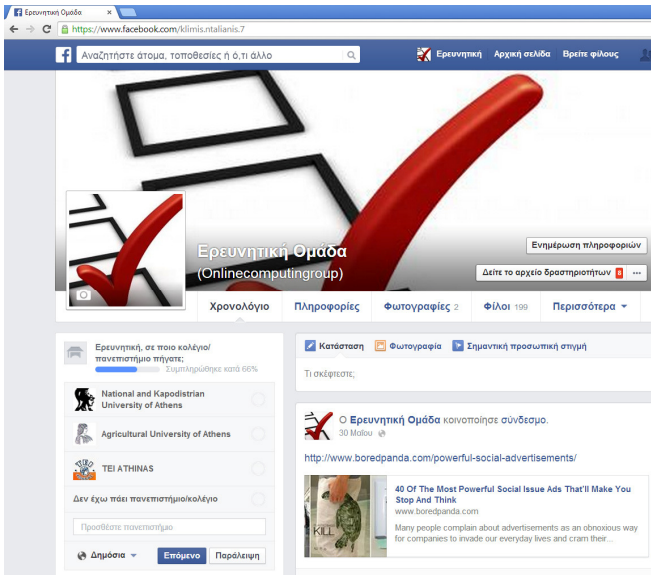 Ερευνητική Ομάδα
https://www.facebook.com/klimis.ntalianis.7
Αναζητήστε άτομα, τοποθεσίες ή ό,τι άλλο
Ερευνητική Αρχική σελίδα Βρείτε φίλους
Ερευνητική Ομάδα
(Onlinecomputingroup)
Ενημέρωση πληροφοριών
Δείτε το αρχείο δραστηριοτήτων 8 ...
Χρονολόγιο Πληροφορίες Φωτογραφίες 2 Φίλοι 199 Περισσότερα
Ερευνητική, σε ποιο κολέγιο/
πανεπιστήμιο πήγατε;
Συμπληρώθηκε κατά 66%
National and Kapodistrian
University of Athens
Agricultural University of Athens
TEI ATHINAS
Δεν έχω πάει πανεπιστήμιο/κολέγιο
Προσθέστε πανεπιστήμιο
Δημόσια Επόμενο Παράλειψη
Κατάσταση Φωτογραφία Σημαντική προσωπική στιγμή
Τι σκέφτεστε;
Ο Ερευνητική Ομάδα κοινοποίησε σύνδεσμο.
30 Μαΐου
http://www.boredpanda.com/powerful-social-advertisements/
KILL
40 Of The Most Powerful Social Issue Ads That'll Make You
Stop And Think
www.boredpanda.com
Many people complain about advertisements as an obnoxious way
for companies to invade our everyday lives and cram their...